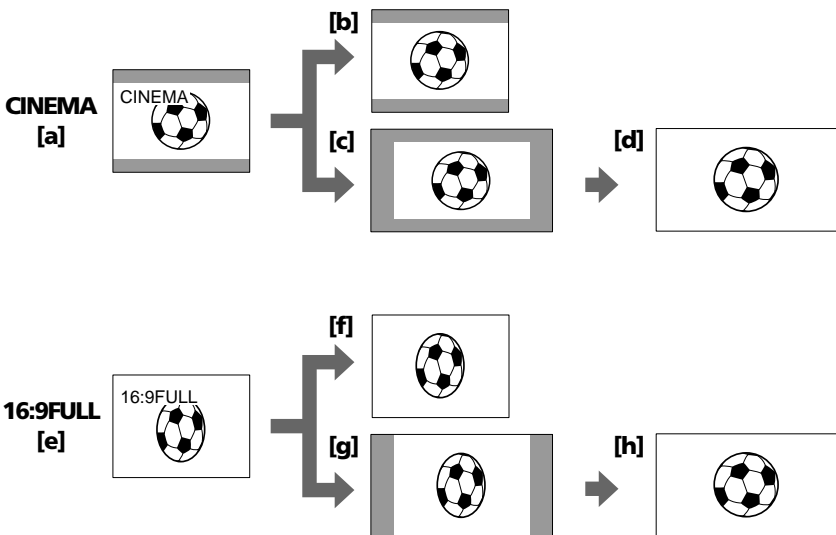 CINEMA
[a]
CINEMA
[b]
[c]
[d]
16:9FULL
[e]
16:9FULL
[f]
[g]
[h]